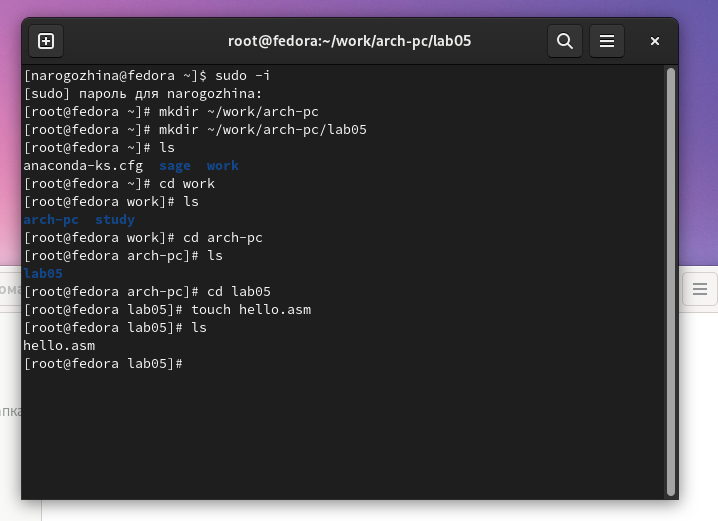 root@fedora:~/work/arch-pc/lab05
[narogozhina@fedora ~]$ sudo -i
[sudo] пароль для narogozhina:
[root@fedora ~]# mkdir ~/work/arch-pc
[root@fedora ~]# mkdir ~/work/arch-pc/lab05
[root@fedora ~]# ls
anaconda-ks.cfg  sage  work
[root@fedora ~]# cd work
[root@fedora work]# ls
arch-pc  study
[root@fedora work]# cd arch-pc
[root@fedora arch-pc]# ls
lab05
[root@fedora arch-pc]# cd lab05
[root@fedora lab05]# touch hello.asm
[root@fedora lab05]# ls
hello.asm
[root@fedora lab05]#